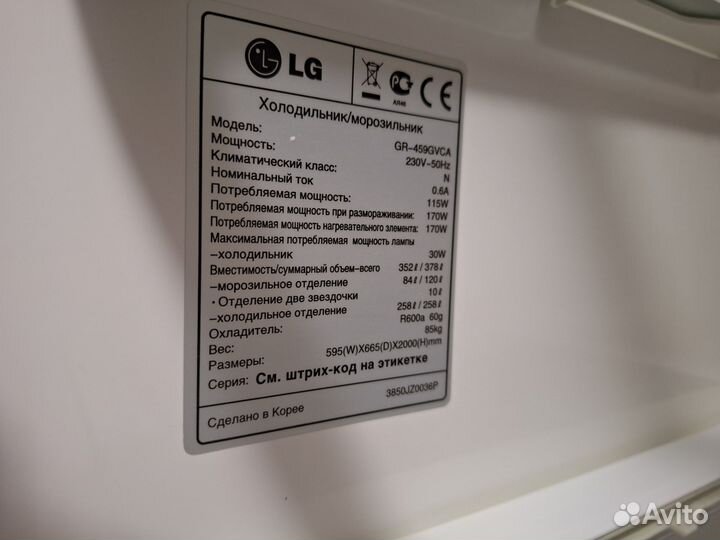 LG
АЯ46
Холодильник/морозильник
Модель: GR-459GVCA
Мощность: 230V~50Hz
Климатический класс: N
Номинальный ток 0.6A
Потребляемая мощность: 115W
Потребляемая мощность при размораживании: 170W
Потребляемая мощность нагревательного элемента: 170W
Максимальная потребляемая мощность лампы
-холодильник 30W
Вместимость/суммарный объем-всего 352ℓ / 378ℓ
-морозильное отделение 84ℓ / 120ℓ
• Отделение две звездочки 10ℓ
-холодильное отделение 258ℓ / 258ℓ
Охладитель: R600a 60g
Вес: 85kg
Размеры: 595(W)X665(D)X2000(H)mm
Серия: См. штрих-код на этикетке
3850JZ0036P
Сделано в Корее
Avito